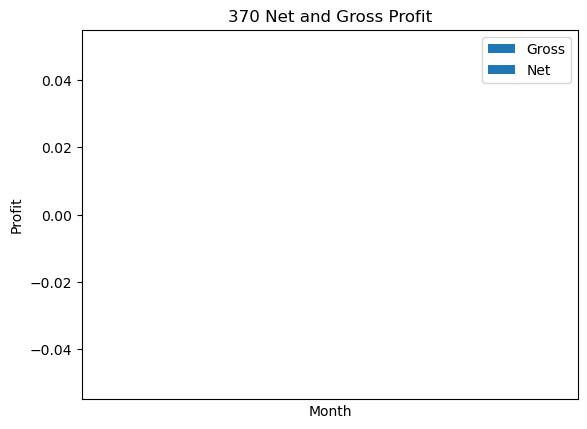 370 Net and Gross Profit
Gross
Net
0.04
0.02
0.00
−0.02
−0.04
Profit
Month